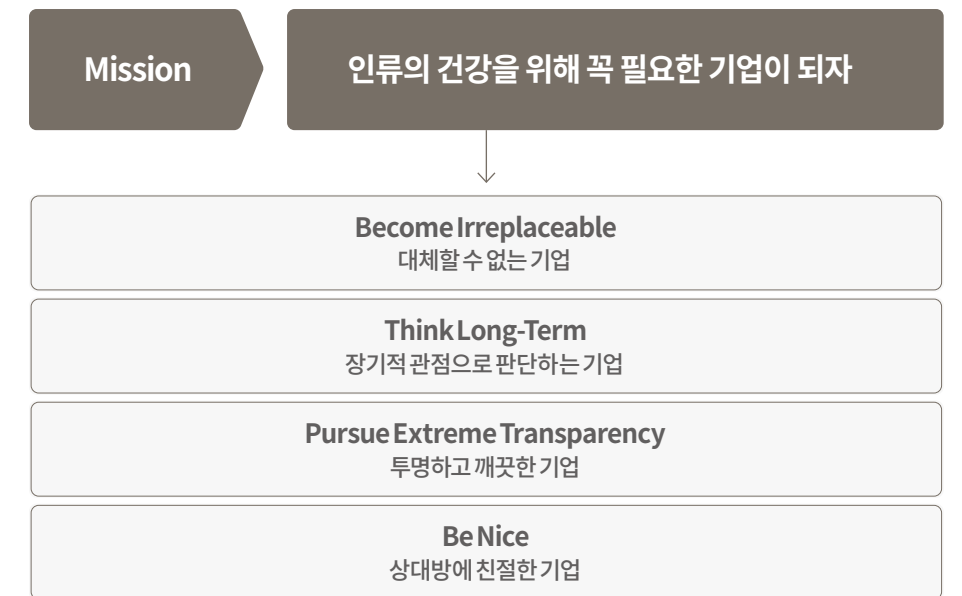 Mission
인류의 건강을 위해 꼭 필요한 기업이 되자
Become Irreplaceable
대체할 수 없는 기업
Think Long-Term
장기적 관점으로 판단하는 기업
Pursue Extreme Transparency
투명하고 깨끗한 기업
Be Nice
상대방에 친절한 기업